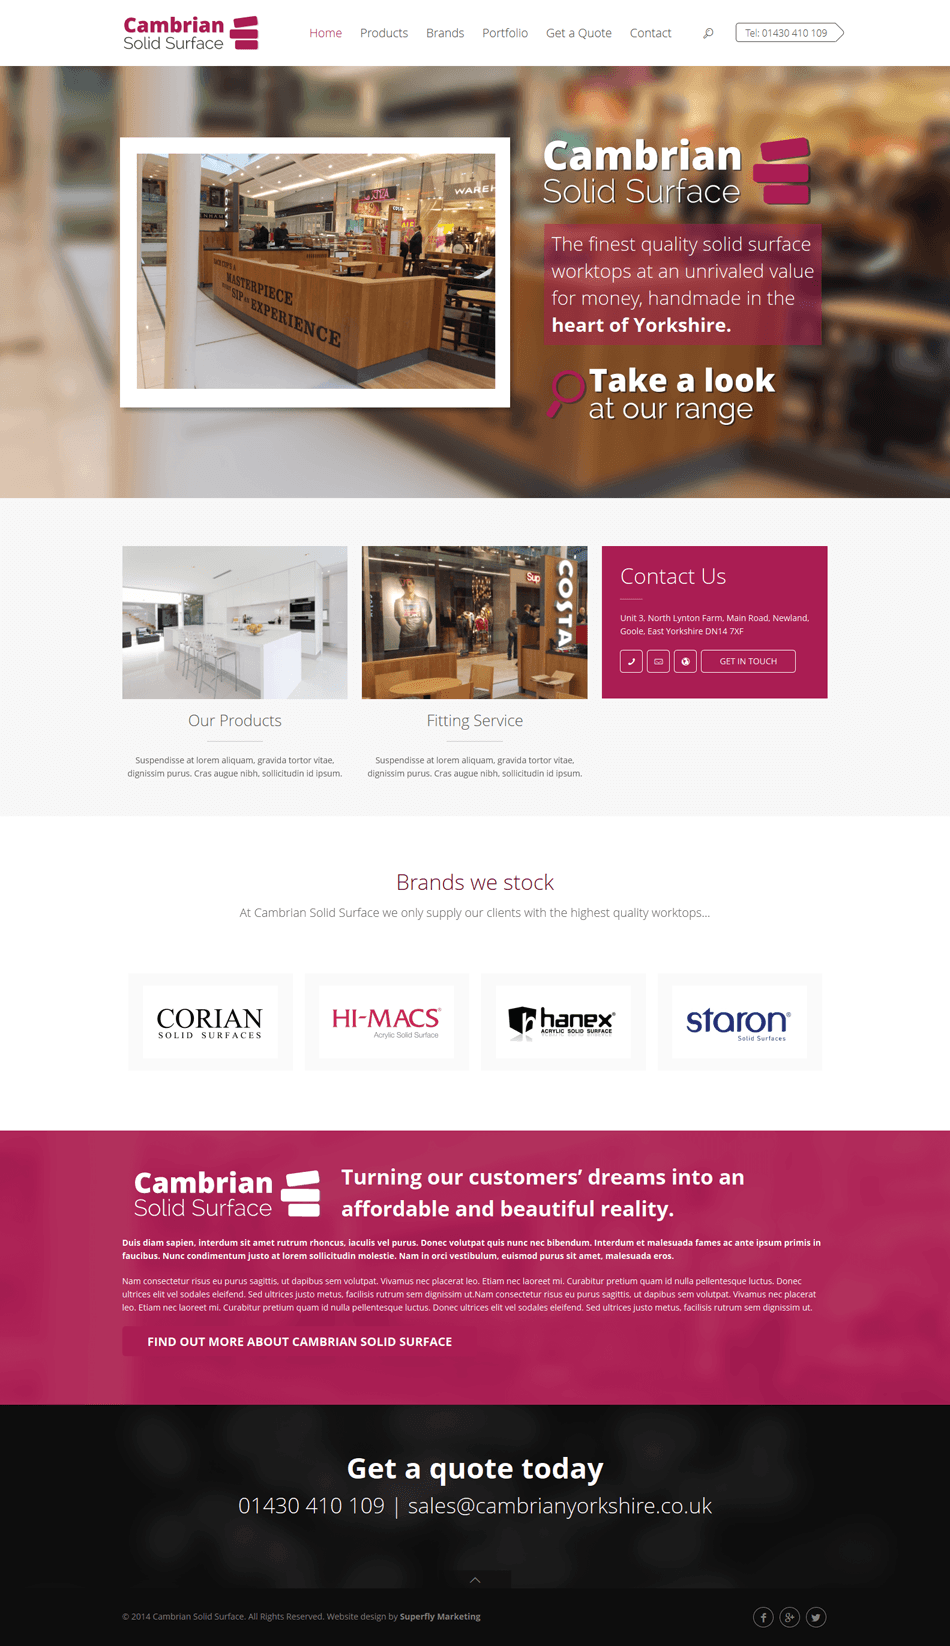 Cambrian
Solid Surface
Home Products Brands Portfolio Get a Quote Contact
Tel: 01430 410 109
MASTERPIECE
SIP OF EXPERIENCE
COSTA
WAREH
Cambrian
Solid Surface
The finest quality solid surface
worktops at an unrivaled value
for money, handmade in the
heart of Yorkshire.
Take a look
at our range
Sup
COSTA
Contact Us
Unit 3, North Lynton Farm, Main Road, Newland,
Goole, East Yorkshire DN14 7XF
GET IN TOUCH
Our Products
Suspendisse at lorem aliquam, gravida tortor vitae,
dignissim purus. Cras augue nibh, sollicitudin id ipsum.
Fitting Service
Suspendisse at lorem aliquam, gravida tortor vitae,
dignissim purus. Cras augue nibh, sollicitudin id ipsum.
Brands we stock
At Cambrian Solid Surface we only supply our clients with the highest quality worktops...
CORIAN
SOLID SURFACES
HI-MACS®
Acrylic Solid Surface
hanex®
ACRYLIC SOLID SURFACE
staron®
Solid Surfaces
Cambrian
Solid Surface
Turning our customers’ dreams into an
affordable and beautiful reality.
Duis diam sapien, interdum sit amet rutrum rhoncus, iaculis vel purus. Donec volutpat quis nunc nec bibendum. Interdum et malesuada fames ac ante ipsum primis in
faucibus. Nunc condimentum justo at lorem sollicitudin molestie. Nam in orci vestibulum, euismod purus sit amet, malesuada eros.
Nam consectetur risus eu purus sagittis, ut dapibus sem volutpat. Vivamus nec placerat leo. Etiam nec laoreet mi. Curabitur pretium quam id nulla pellentesque luctus. Donec
ultrices elit vel sodales eleifend. Sed ultrices justo metus, facilisis rutrum sem dignissim ut.Nam consectetur risus eu purus sagittis, ut dapibus sem volutpat. Vivamus nec placerat
leo. Etiam nec laoreet mi. Curabitur pretium quam id nulla pellentesque luctus. Donec ultrices elit vel sodales eleifend. Sed ultrices justo metus, facilisis rutrum sem dignissim ut.
FIND OUT MORE ABOUT CAMBRIAN SOLID SURFACE
Get a quote today
01430 410 109 | sales@cambrianyorkshire.co.uk
© 2014 Cambrian Solid Surface. All Rights Reserved. Website design by Superfly Marketing